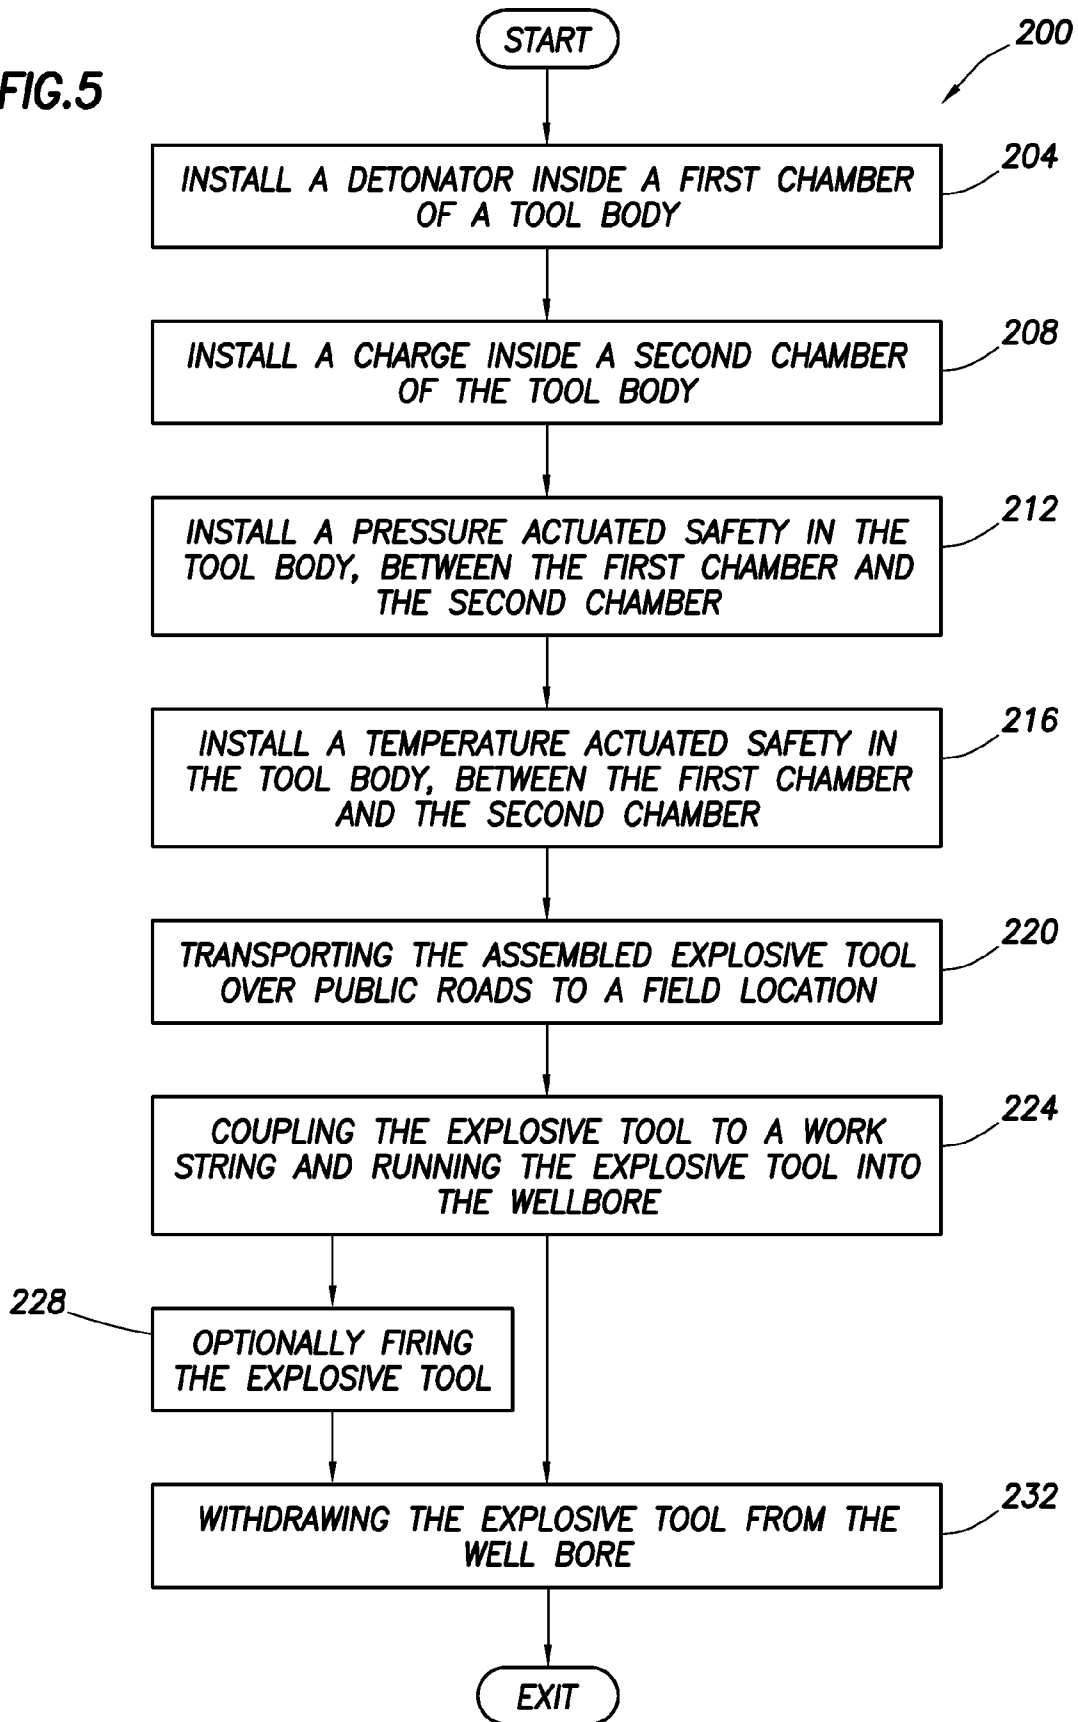 FIG.5
START
200
INSTALL A DETONATOR INSIDE A FIRST CHAMBER
OF A TOOL BODY
204
INSTALL A CHARGE INSIDE A SECOND CHAMBER
OF THE TOOL BODY
208
INSTALL A PRESSURE ACTUATED SAFETY IN THE
TOOL BODY, BETWEEN THE FIRST CHAMBER AND
THE SECOND CHAMBER
212
INSTALL A TEMPERATURE ACTUATED SAFETY IN
THE TOOL BODY, BETWEEN THE FIRST CHAMBER
AND THE SECOND CHAMBER
216
TRANSPORTING THE ASSEMBLED EXPLOSIVE TOOL
OVER PUBLIC ROADS TO A FIELD LOCATION
220
COUPLING THE EXPLOSIVE TOOL TO A WORK
STRING AND RUNNING THE EXPLOSIVE TOOL INTO
THE WELLBORE
224
228
OPTIONALLY FIRING
THE EXPLOSIVE TOOL
WITHDRAWING THE EXPLOSIVE TOOL FROM THE
WELL BORE
232
EXIT